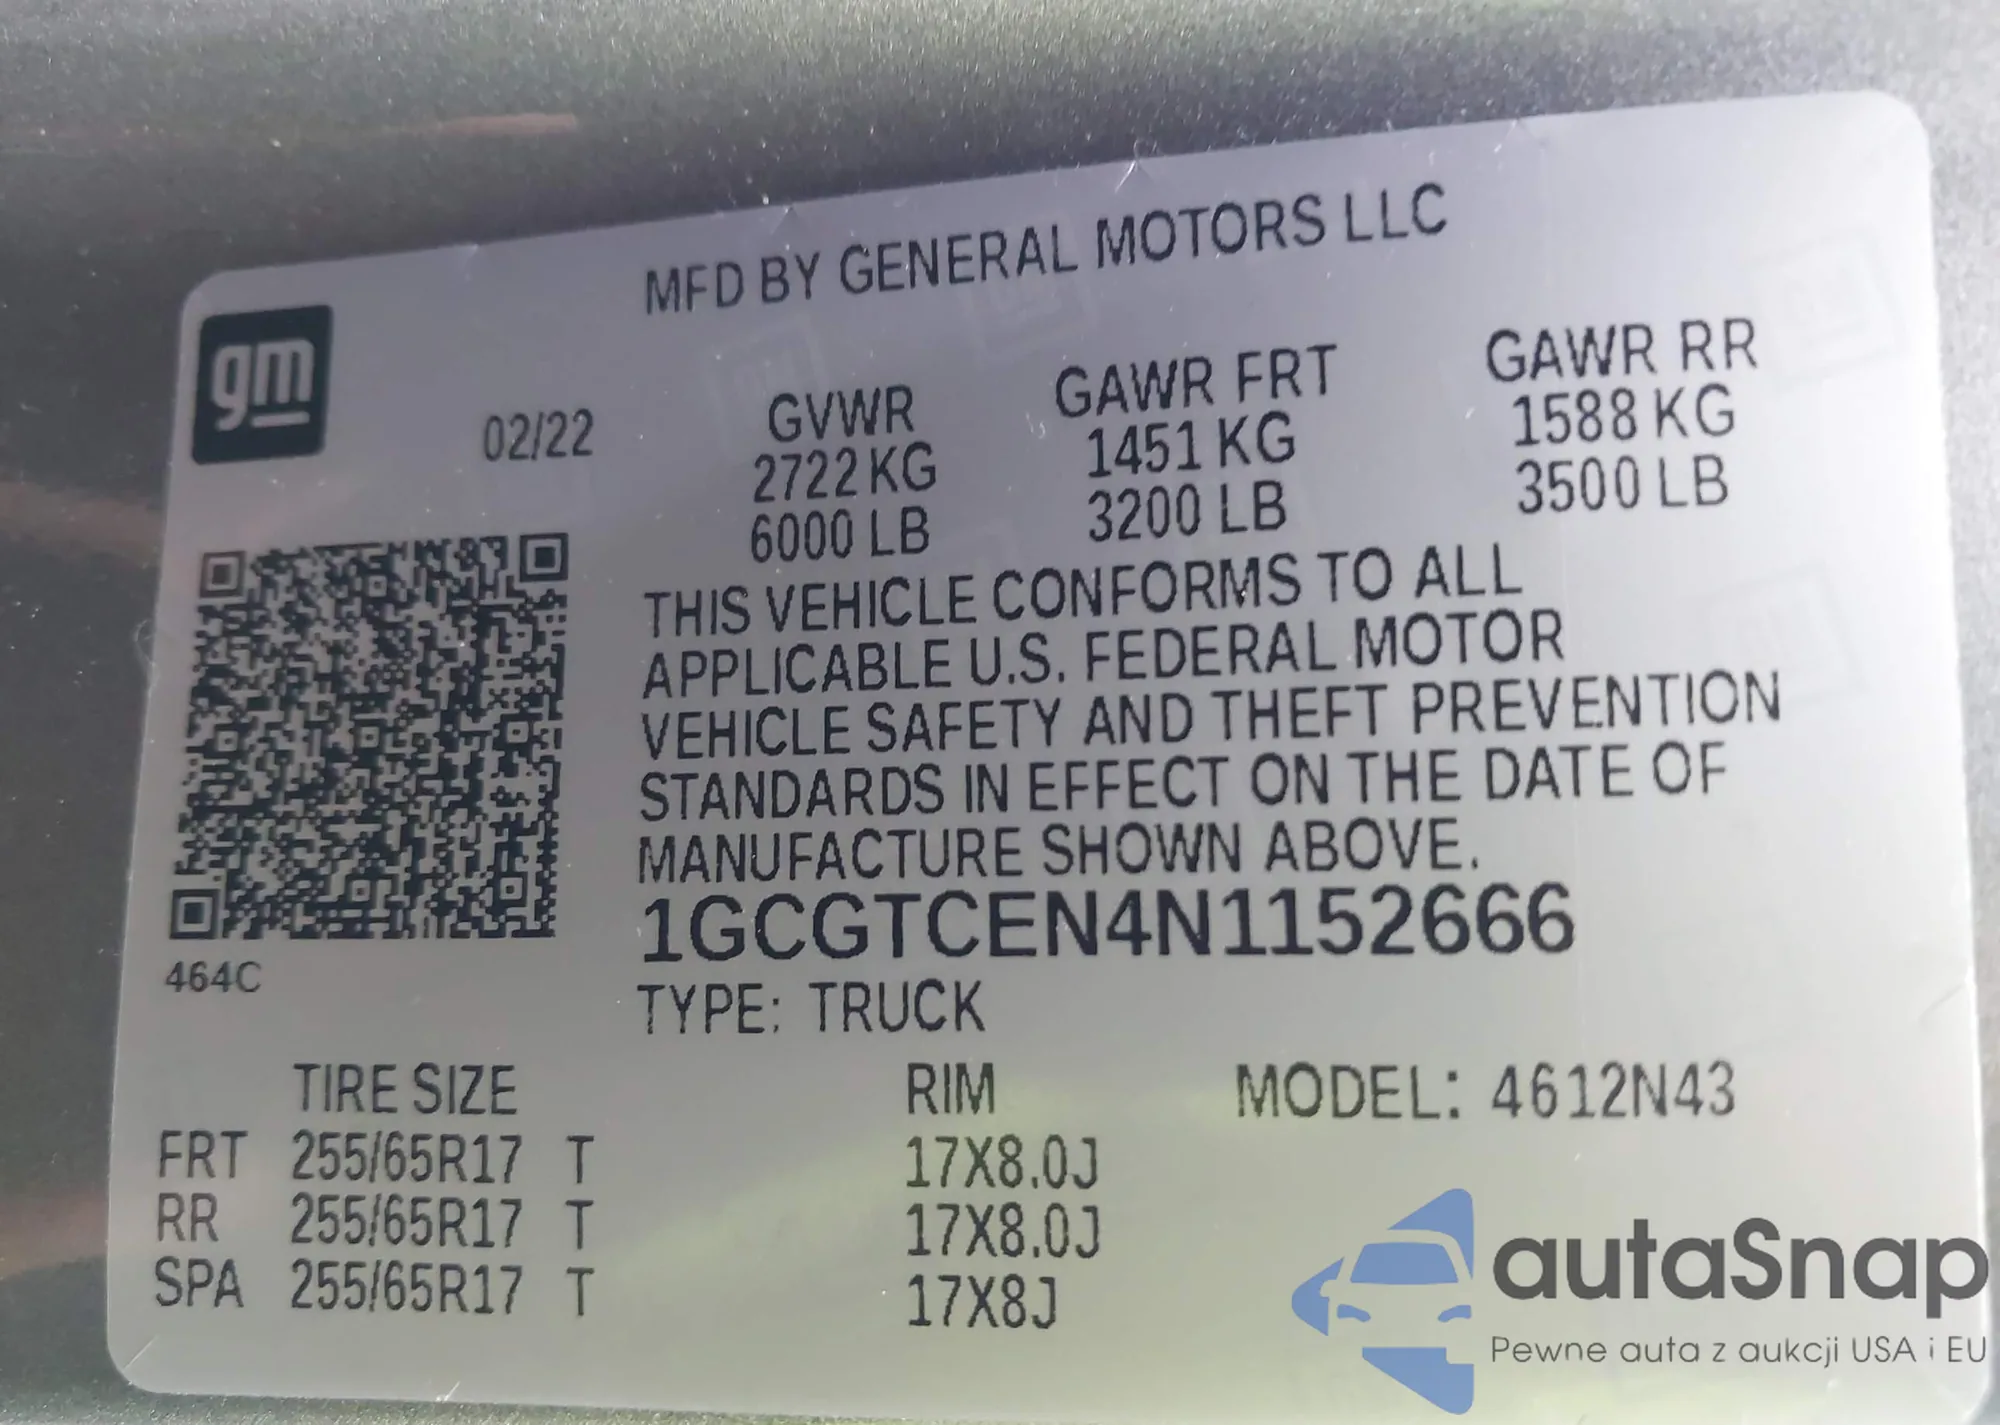 MFD BY GENERAL MOTORS LLC
gm
02/22
GVWR GAWR FRT GAWR RR
2722 KG 1451 KG 1588 KG
6000 LB 3200 LB 3500 LB
THIS VEHICLE CONFORMS TO ALL
APPLICABLE U.S. FEDERAL MOTOR
VEHICLE SAFETY AND THEFT PREVENTION
STANDARDS IN EFFECT ON THE DATE OF
MANUFACTURE SHOWN ABOVE.
1GCGTCEN4N1152666
464C
TYPE: TRUCK
TIRE SIZE RIM MODEL: 4612N43
FRT 255/65R17 T 17X8.0J
RR 255/65R17 T 17X8.0J
SPA 255/65R17 T 17X8J
autaSnap
Pewne auta z aukcji USA i EU